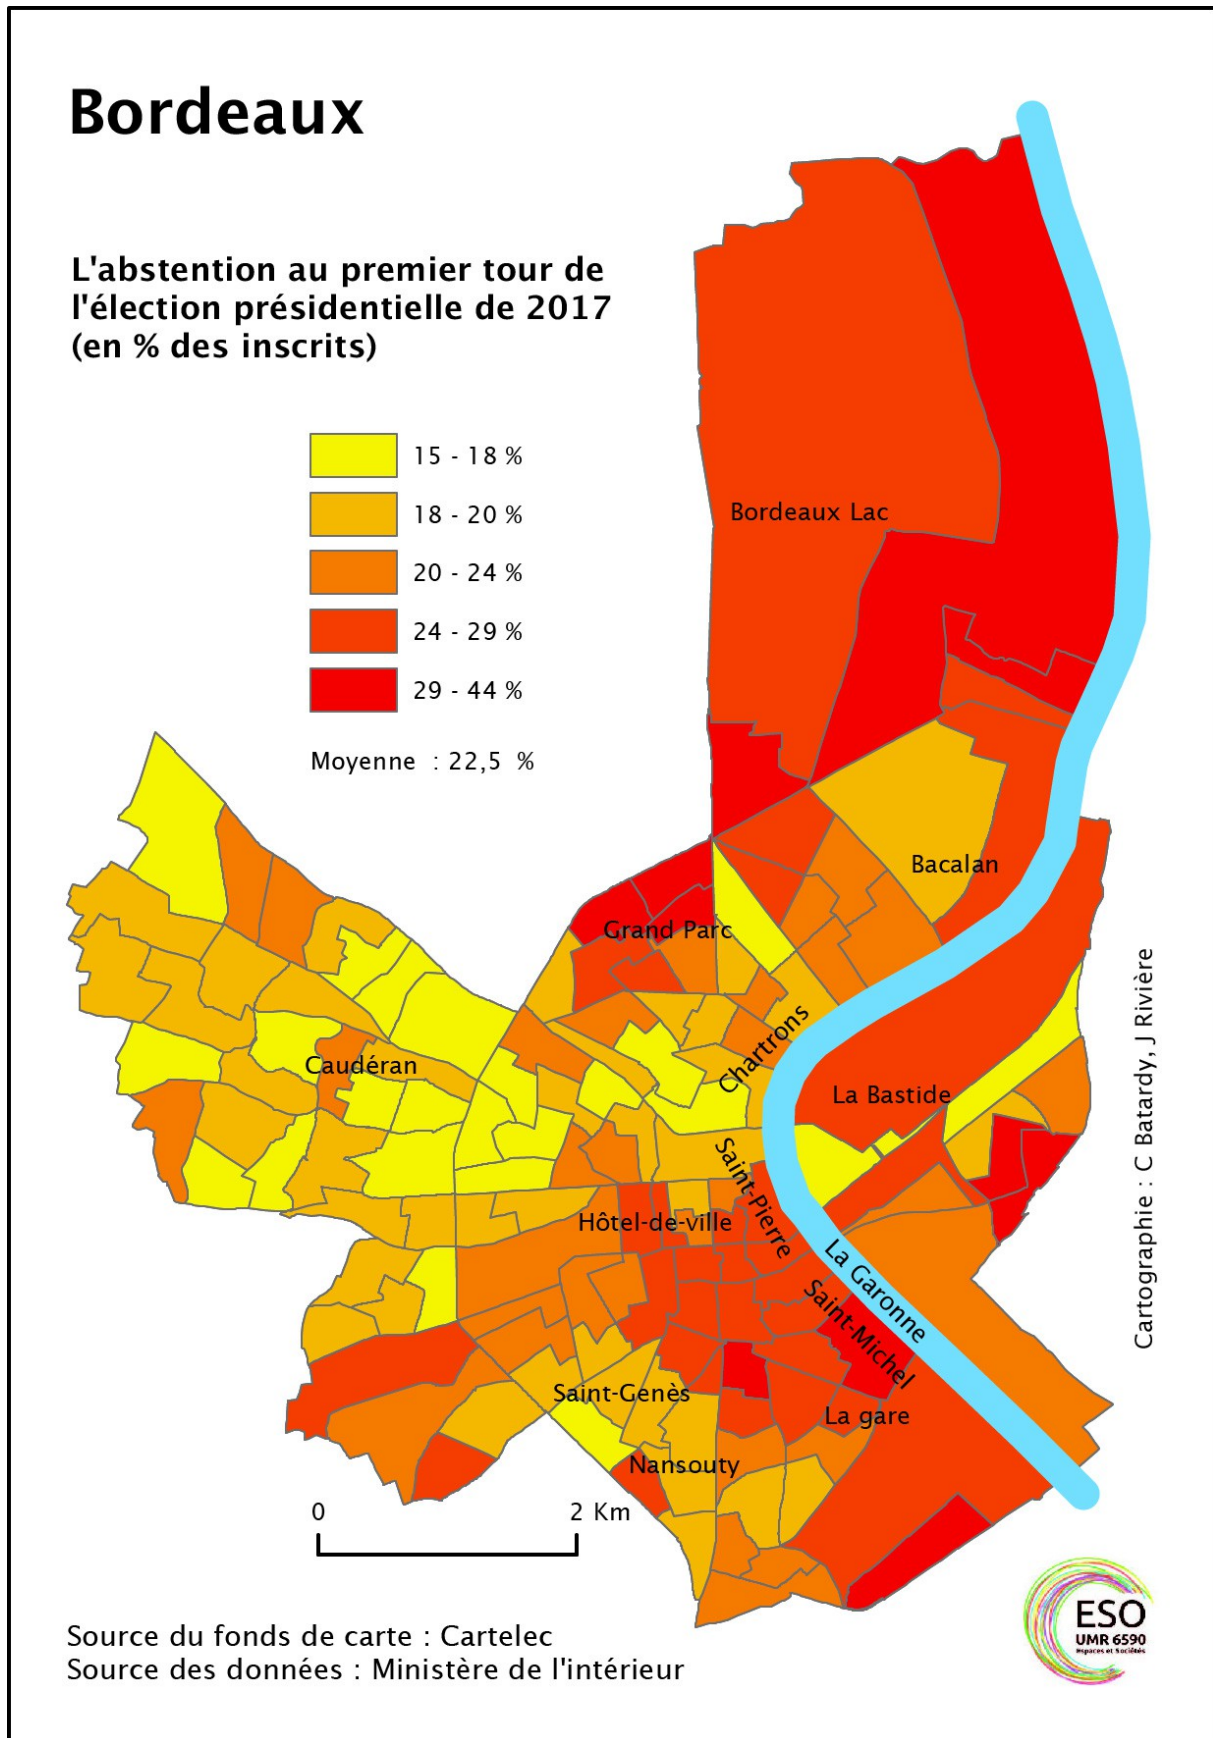 Bordeaux
L'abstention au premier tour de
l'élection présidentielle de 2017
(en % des inscrits)
15 - 18 %
18 - 20 %
20 - 24 %
24 - 29 %
29 - 44 %
Moyenne : 22,5 %
Bordeaux Lac
Bacalan
Grand Parc
Chartrons
Caudéran
La Bastide
Saint-Pierre
Hôtel-de-ville
La Garonne
Saint-Michel
Saint-Genès
La gare
Nansouty
0
2 Km
Cartographie : C Batardy, J Rivière
Source du fonds de carte : Cartelec
Source des données : Ministère de l'intérieur
ESO
UMR 6590
Espaces et Sociétés